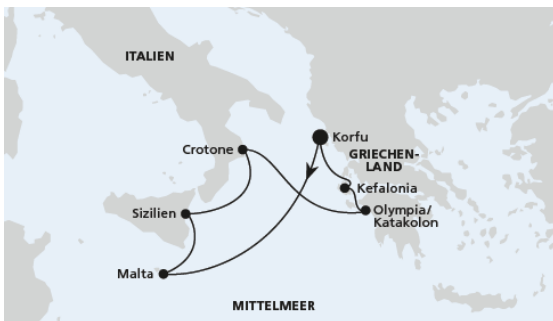 ITALIEN
Korfu
Crotone
GRIECHEN-
LAND
Kefalonia
Sizilien
Olympia/
Katakolon
Malta
MITTELMEER